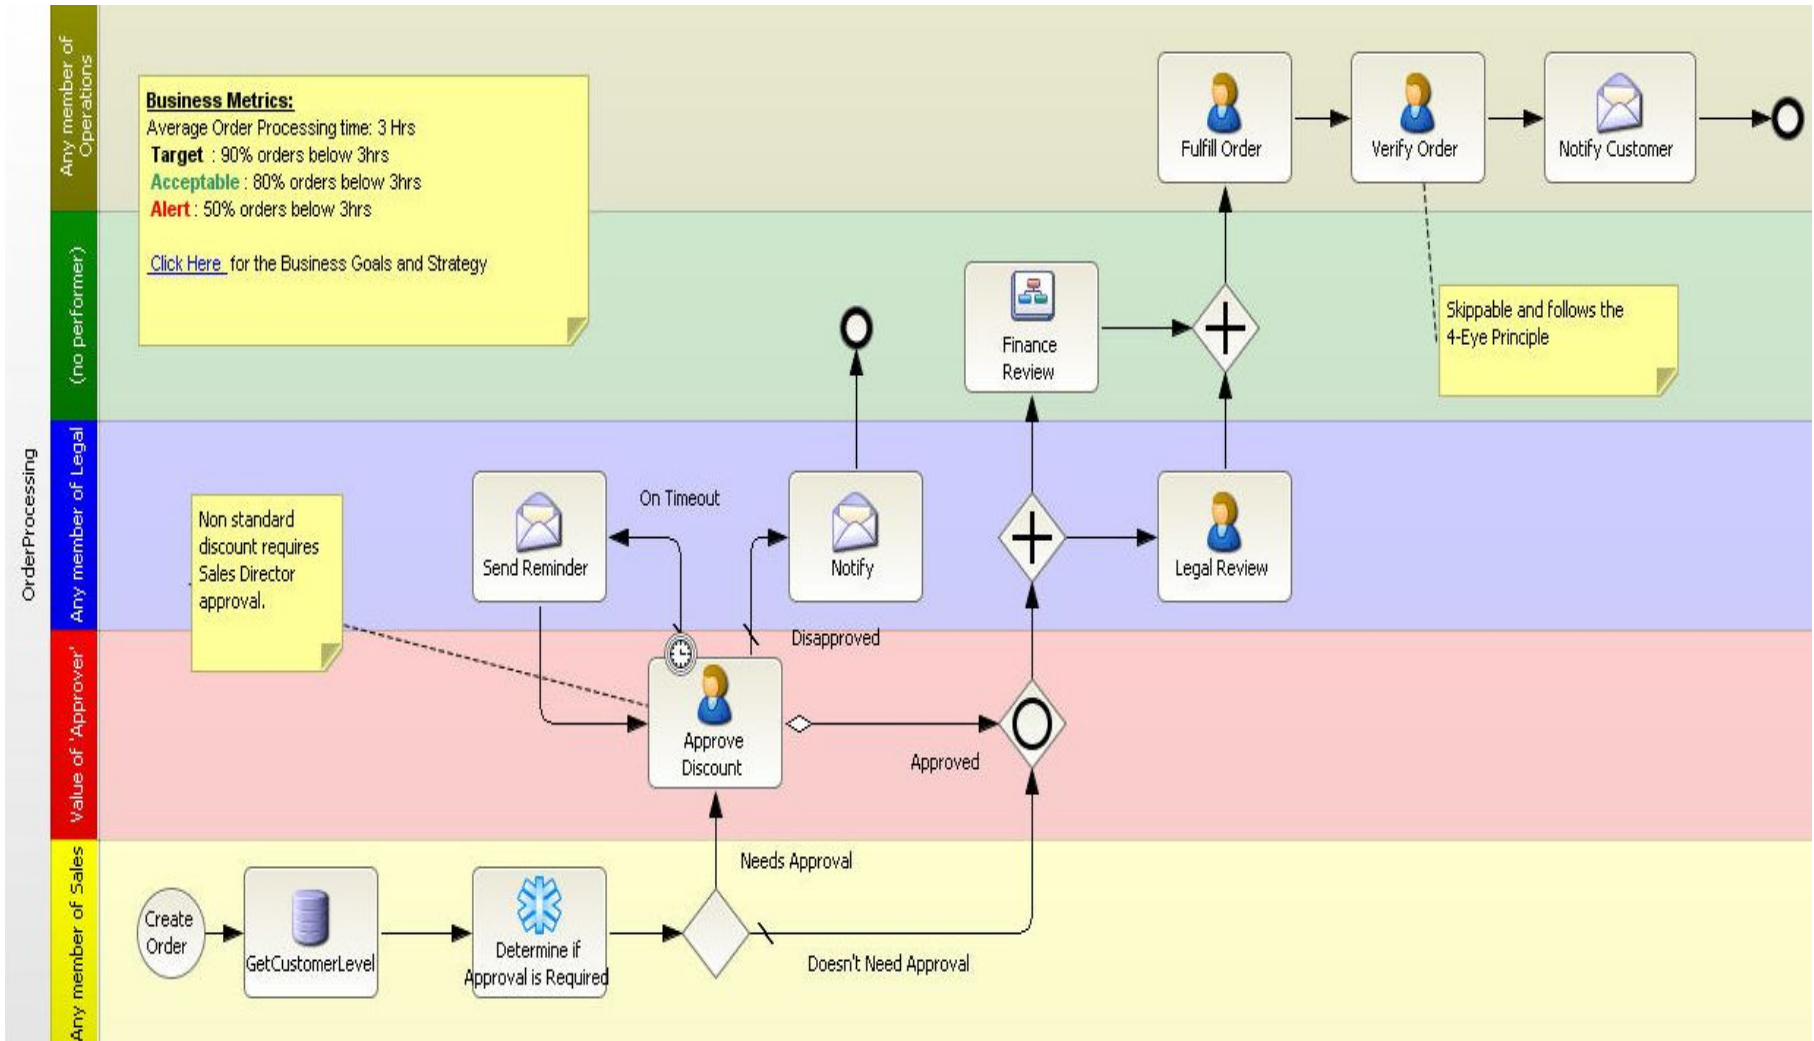 OrderProcessing
Any member of
Operations
Business Metrics:
Average Order Processing time: 3 Hrs
Target : 90% orders below 3hrs
Acceptable : 80% orders below 3hrs
Alert : 50% orders below 3hrs
Click Here for the Business Goals and Strategy
Fulfill Order
Verify Order
Notify Customer
(no performer)
Finance
Review
Skippable and follows the
4-Eye Principle
Any member of Legal
Non standard
discount requires
Sales Director
approval.
Send Reminder
On Timeout
Notify
Legal Review
Value of 'Approver'
Disapproved
Approve
Discount
Approved
Any member of Sales
Needs Approval
Create
Order
GetCustomerLevel
Determine if
Approval is Required
Doesn't Need Approval